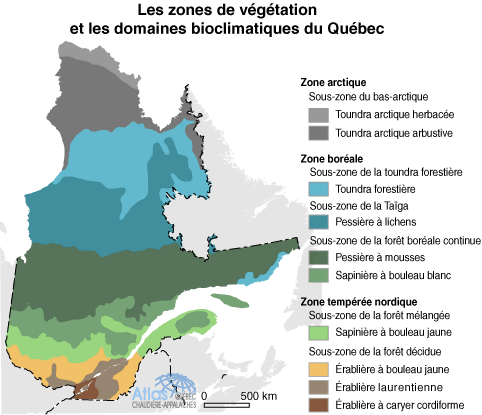 Les zones de végétation
et les domaines bioclimatiques du Québec
Zone arctique
Sous-zone du bas-arctique
Toundra arctique herbacée
Toundra arctique arbustive
Zone boréale
Sous-zone de la toundra forestière
Toundra forestière
Sous-zone de la Taïga
Pessière à lichens
Sous-zone de la forêt boréale continue
Pessière à mousses
Sapinière à bouleau blanc
Zone tempérée nordique
Sous-zone de la forêt mélangée
Sapinière à bouleau jaune
Sous-zone de la forêt décidue
Érablière à bouleau jaune
Érablière laurentienne
Érablière à caryer cordiforme
Atlas QUÉBEC
CHAUDIÈRE-APPALACHES
0 500 km